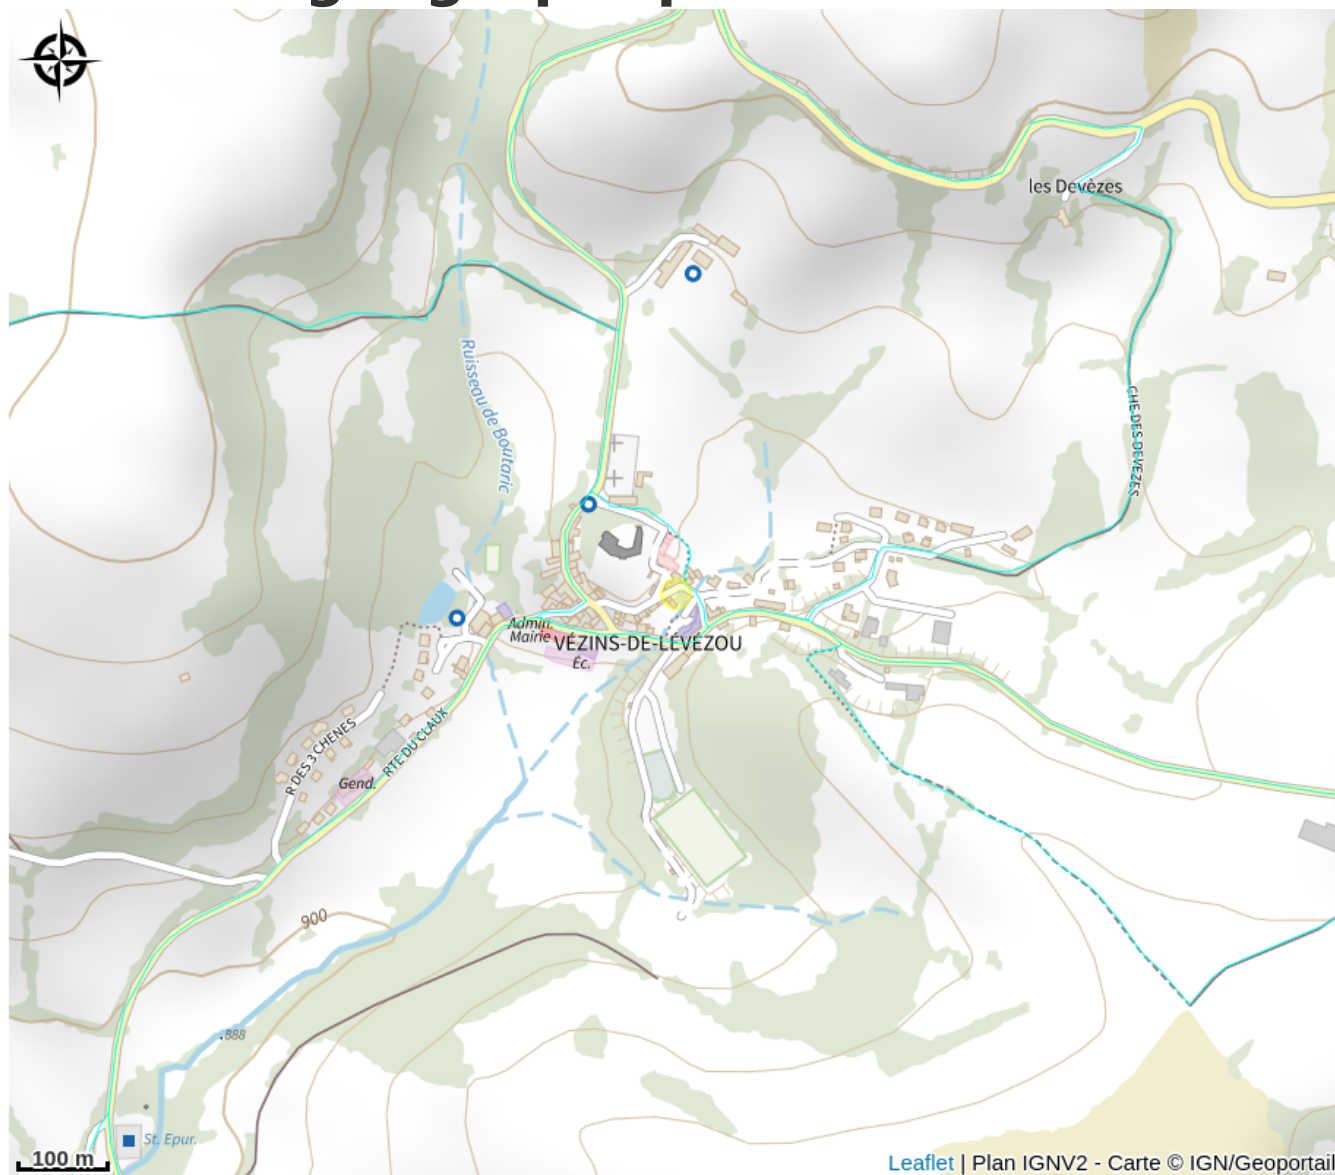 les Devèzes
Ruisseau de Boutaric
CHE DES DEVEZES
Admin.
Mairie
VÉZINS-DE-LÉVÉZOU
Éc.
R DES 3 CHENES
RTE DU CLAUX
Gend.
900
888
St. Epur.
100 m
Leaflet | Plan IGNV2 - Carte © IGN/Geoportail